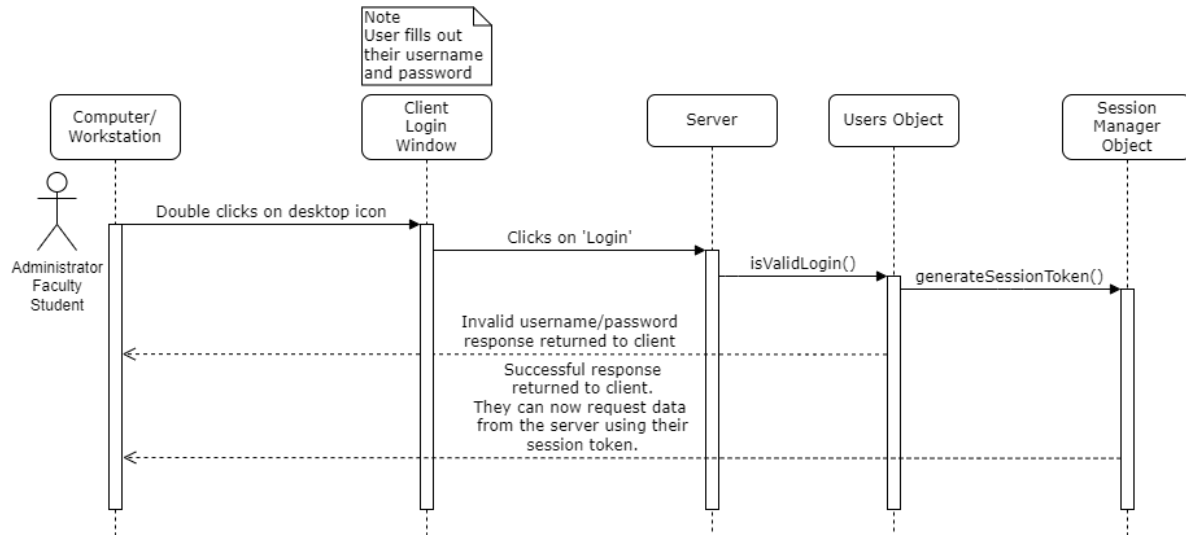 Note
User fills out
their username
and password
Computer/
Workstation
Client
Login
Window
Server
Users Object
Session
Manager
Object
Administrator
Faculty
Student
Double clicks on desktop icon
Clicks on 'Login'
isValidLogin()
generateSessionToken()
Invalid username/password
response returned to client
Successful response
returned to client.
They can now request data
from the server using their
session token.